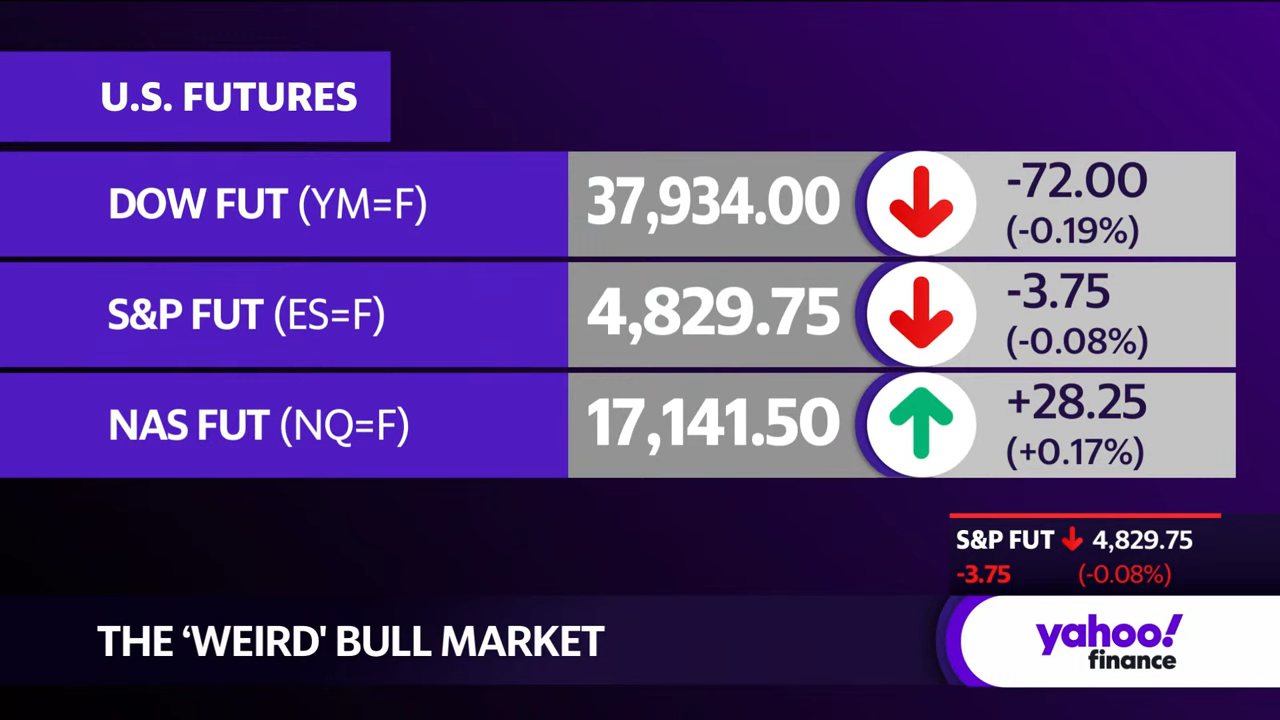 U.S. FUTURES
DOW FUT (YM=F) 37,934.00 -72.00
(-0.19%)
S&P FUT (ES=F) 4,829.75 -3.75
(-0.08%)
NAS FUT (NQ=F) 17,141.50 +28.25
(+0.17%)
S&P FUT 4,829.75
-3.75 (-0.08%)
THE ‘WEIRD' BULL MARKET
yahoo!
finance